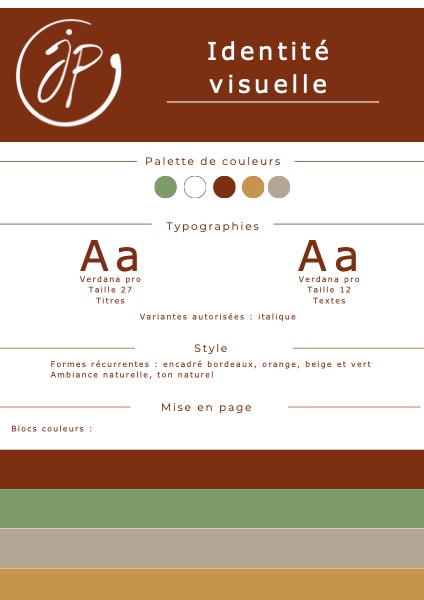 jp
Identité
visuelle
Palette de couleurs
Typographies
Aa
Verdana pro
Taille 27
Titres
Aa
Verdana pro
Taille 12
Textes
Variantes autorisées : italique
Style
Formes récurrentes : encadré bordeaux, orange, beige et vert
Ambiance naturelle, ton naturel
Mise en page
Blocs couleurs :